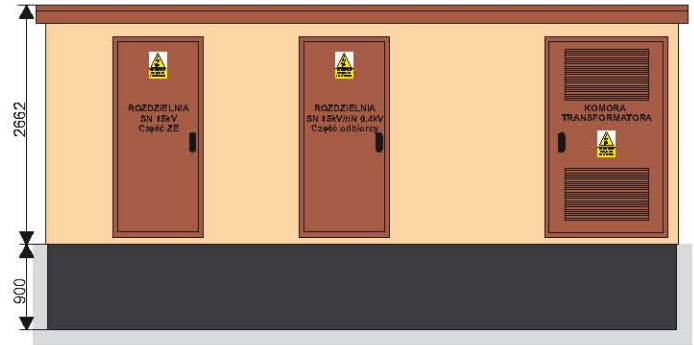 2662
900
ROZDZIELNIA
SN 15kV
Część ZE
ROZDZIELNIA
SN 15kV/nN 0,4kV
Część odbiorcy
KOMORA
TRANSFORMATORA